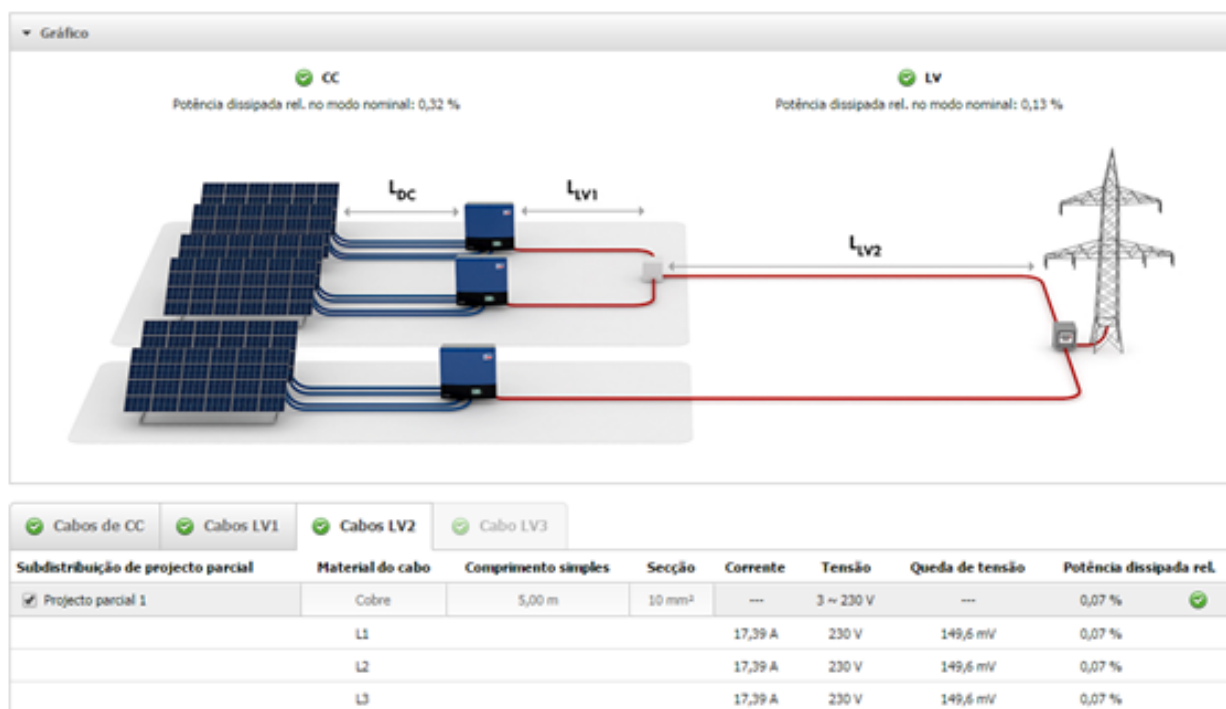 Gráfico
CC LV
Potência dissipada rel. no modo nominal: 0,32 % Potência dissipada rel. no modo nominal: 0,13 %
LDC LLV1
LLV2
Cabos de CC Cabos LV1 Cabos LV2 Cabo LV3
Subdistribuição de projecto parcial Material do cabo Comprimento simples Secção Corrente Tensão Queda de tensão Potência dissipada rel.
Projecto parcial 1 Cobre 5,00 m 10 mm² --- 3 ~ 230 V --- 0,07 %
L1 17,39 A 230 V 149,6 mV 0,07 %
L2 17,39 A 230 V 149,6 mV 0,07 %
L3 17,39 A 230 V 149,6 mV 0,07 %